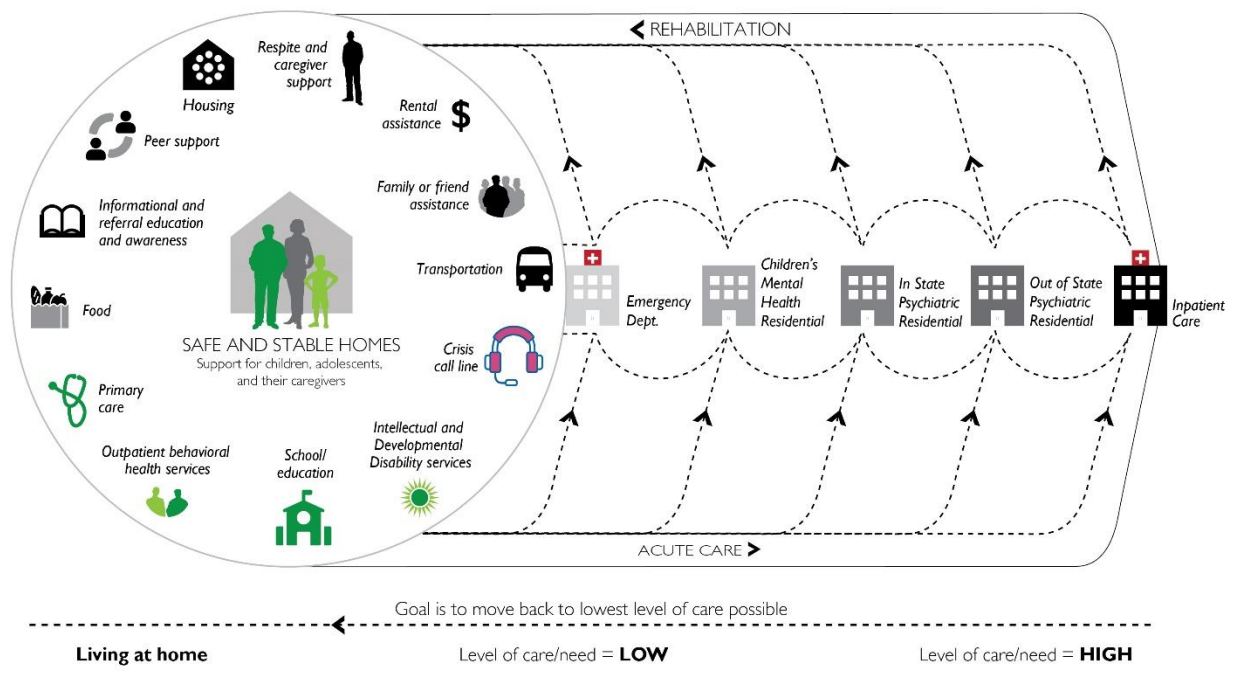 REHABILITATION
Respite and
caregiver
support
Housing
Rental
assistance
$
Peer support
Family or friend
assistance
Informational and
referral education
and awareness
Transportation
Food
SAFE AND STABLE HOMES
Support for children, adolescents,
and their caregivers
Crisis
call line
Primary
care
Outpatient behavioral
health services
School/
education
Intellectual and
Developmental
Disability services
Emergency
Dept.
Children's
Mental
Health
Residential
In State
Psychiatric
Residential
Out of State
Psychiatric
Residential
Inpatient
Care
ACUTE CARE
Goal is to move back to lowest level of care possible
Living at home
Level of care/need = LOW
Level of care/need = HIGH